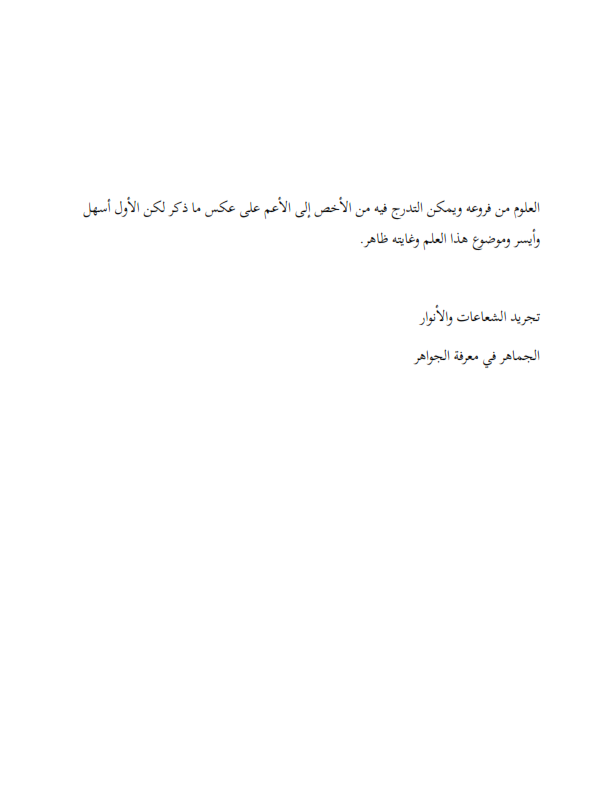 العلوم من فروعه ويمكن التدرج فيه من الأخص إلى الأعم على عكس ما ذكر لكن الأول أسهل
وأيسر وموضوع هذا العلم وغايته ظاهر.
تجريد الشعاعات والأنوار
الجماهر في معرفة الجواهر